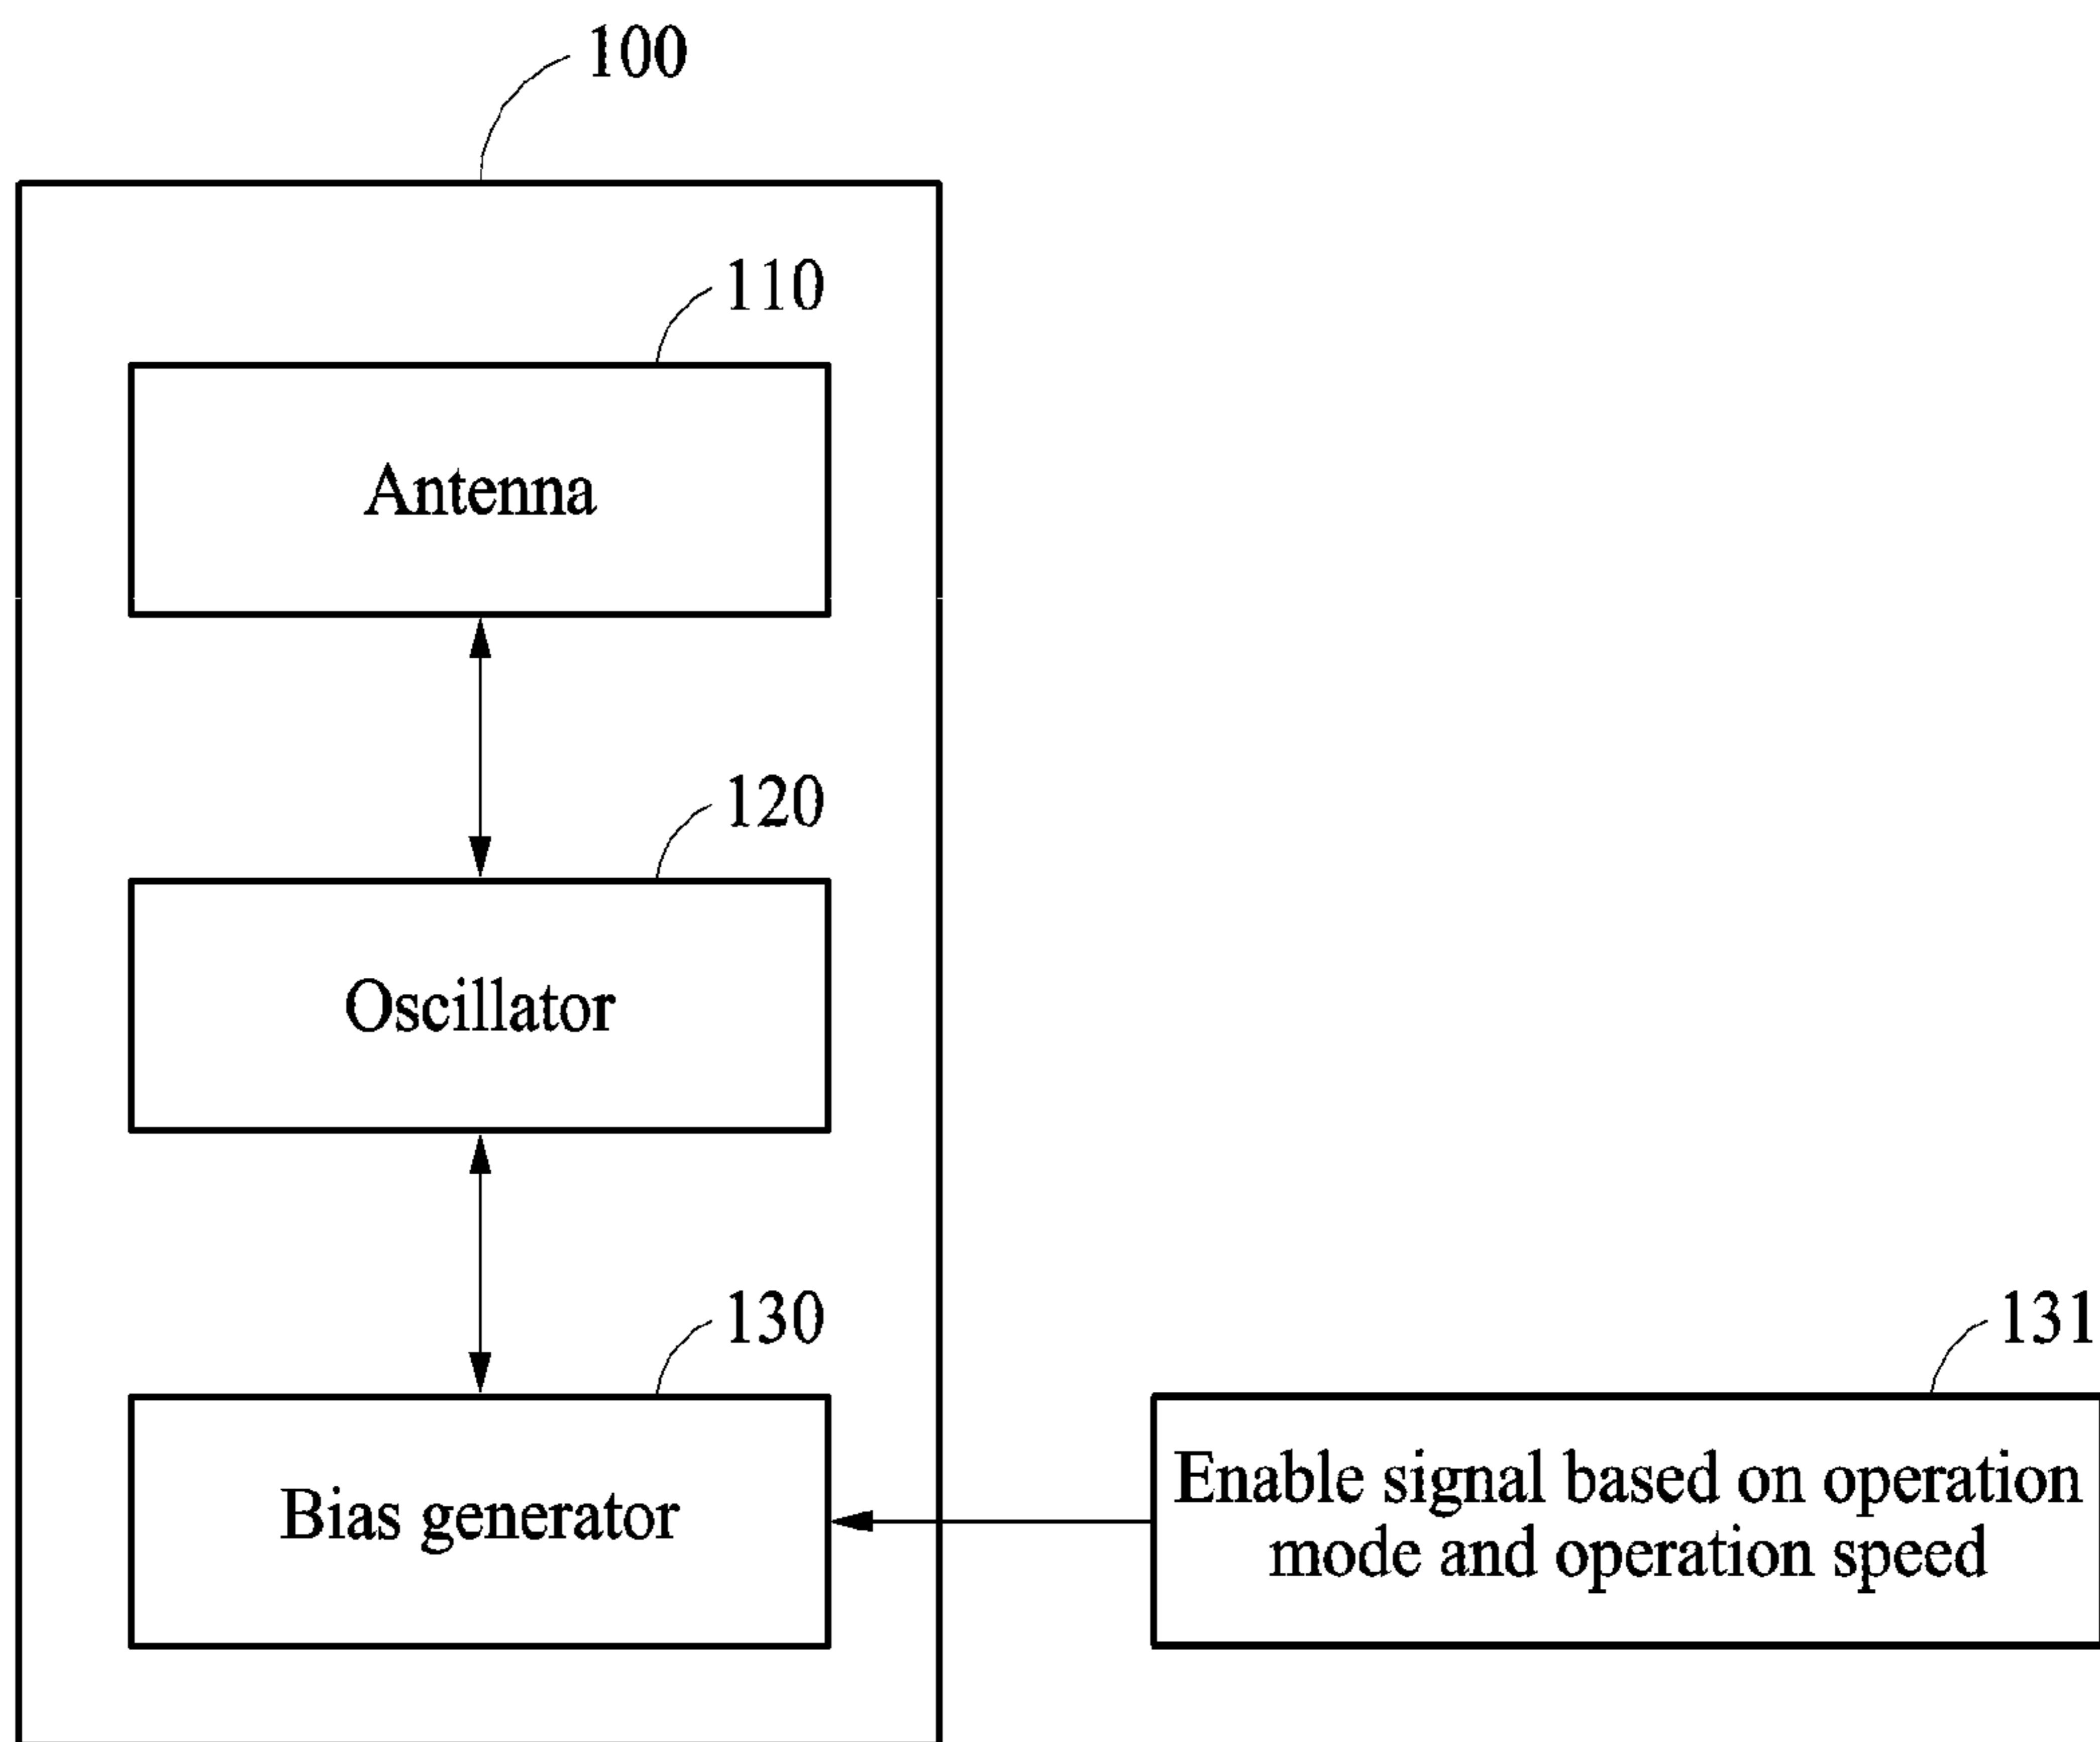 100
110
Antenna
120
Oscillator
130
Bias generator
131
Enable signal based on operation
mode and operation speed